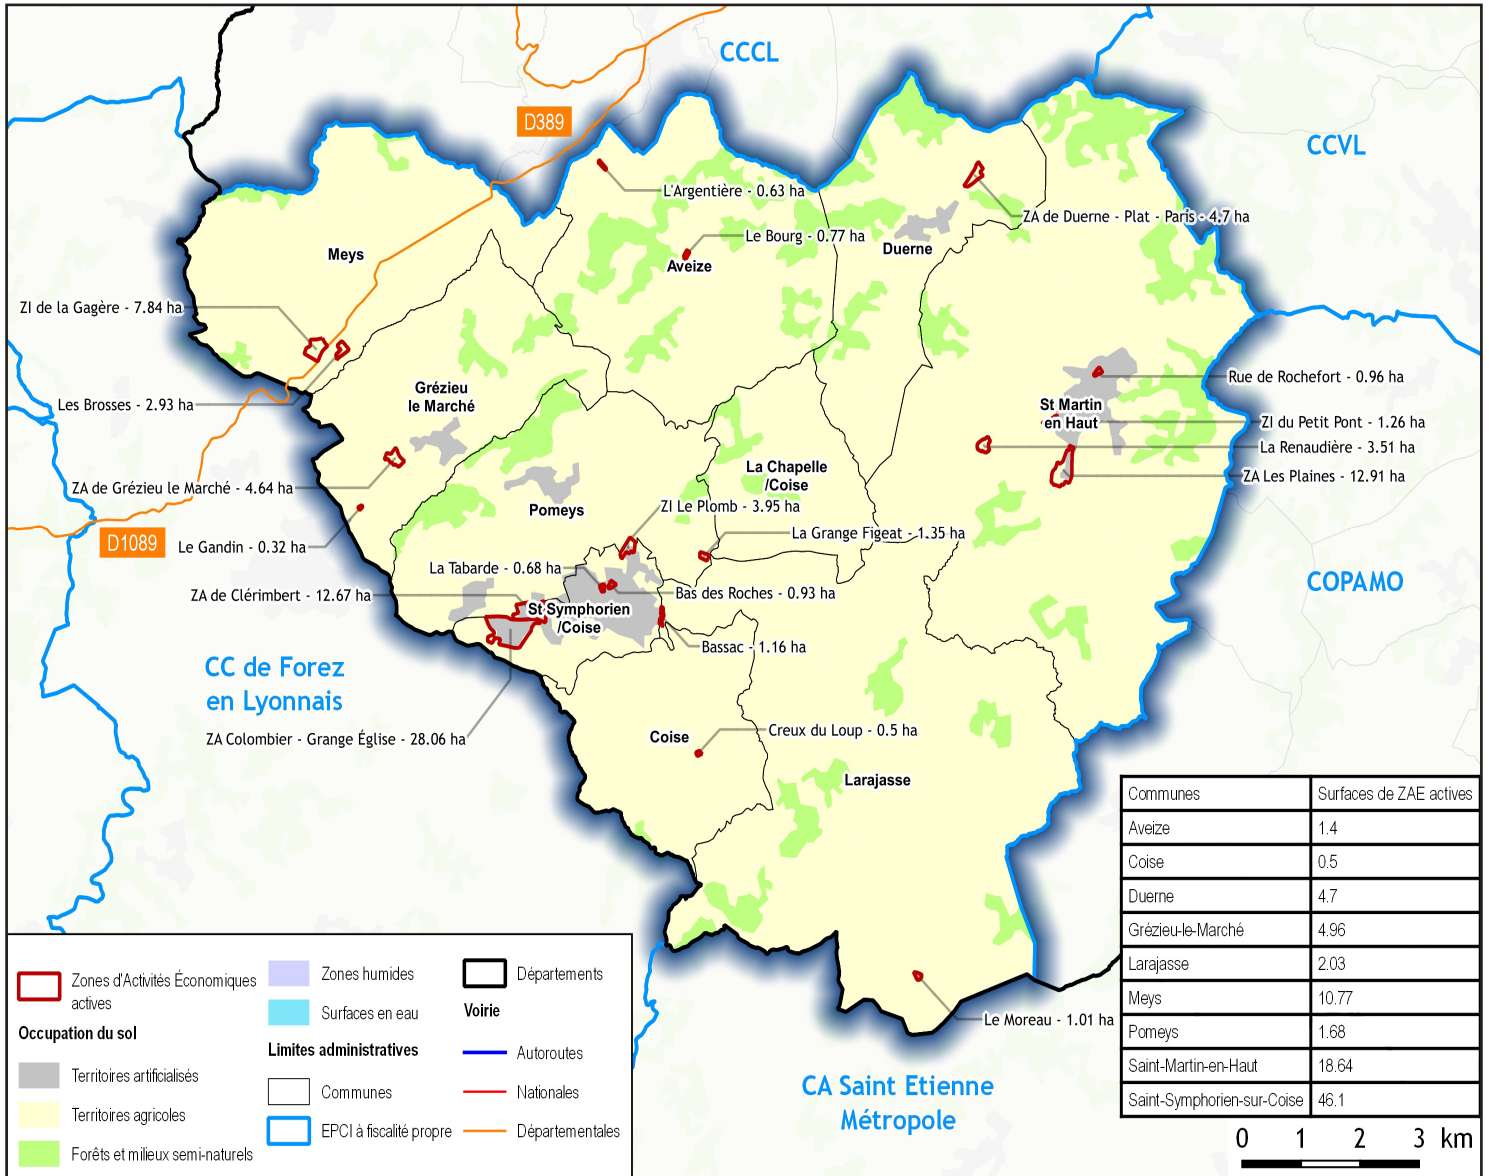 CCCL
D389
CCVL
L'Argentière - 0.63 ha
ZA de Duerne - Plat - Paris - 4.7 ha
Le Bourg - 0.77 ha
Duerne
Meys
Aveize
ZI de la Gagère - 7.84 ha
Rue de Rochefort - 0.96 ha
Grézieu
le Marché
Les Brosses - 2.93 ha
St Martin
en Haut
ZI du Petit Pont - 1.26 ha
La Renaudière - 3.51 ha
La Chapelle
/Coise
ZA Les Plaines - 12.91 ha
ZA de Grézieu le Marché - 4.64 ha
Pomeys
ZI Le Plomb - 3.95 ha
La Grange Figeat - 1.35 ha
D1089
Le Gandin - 0.32 ha
La Tabarde - 0.68 ha
COPAMO
ZA de Clérimbert - 12.67 ha
Bas des Roches - 0.93 ha
St Symphorien
/Coise
Bassac - 1.16 ha
CC de Forez
en Lyonnais
ZA Colombier - Grange Église - 28.06 ha
Coise
Creux du Loup - 0.5 ha
Larajasse
Le Moreau - 1.01 ha
CA Saint Etienne
Métropole
Communes Surfaces de ZAE actives
Aveize 1.4
Coise 0.5
Duerne 4.7
Grézieu-le-Marché 4.96
Larajasse 2.03
Meys 10.77
Pomeys 1.68
Saint-Martin-en-Haut 18.64
Saint-Symphorien-sur-Coise 46.1
0 1 2 3 km
Zones d'Activités Économiques
actives
Occupation du sol
Territoires artificialisés
Territoires agricoles
Forêts et milieux semi-naturels
Zones humides
Surfaces en eau
Limites administratives
Communes
EPCI à fiscalité propre
Départements
Voirie
Autoroutes
Nationales
Départementales